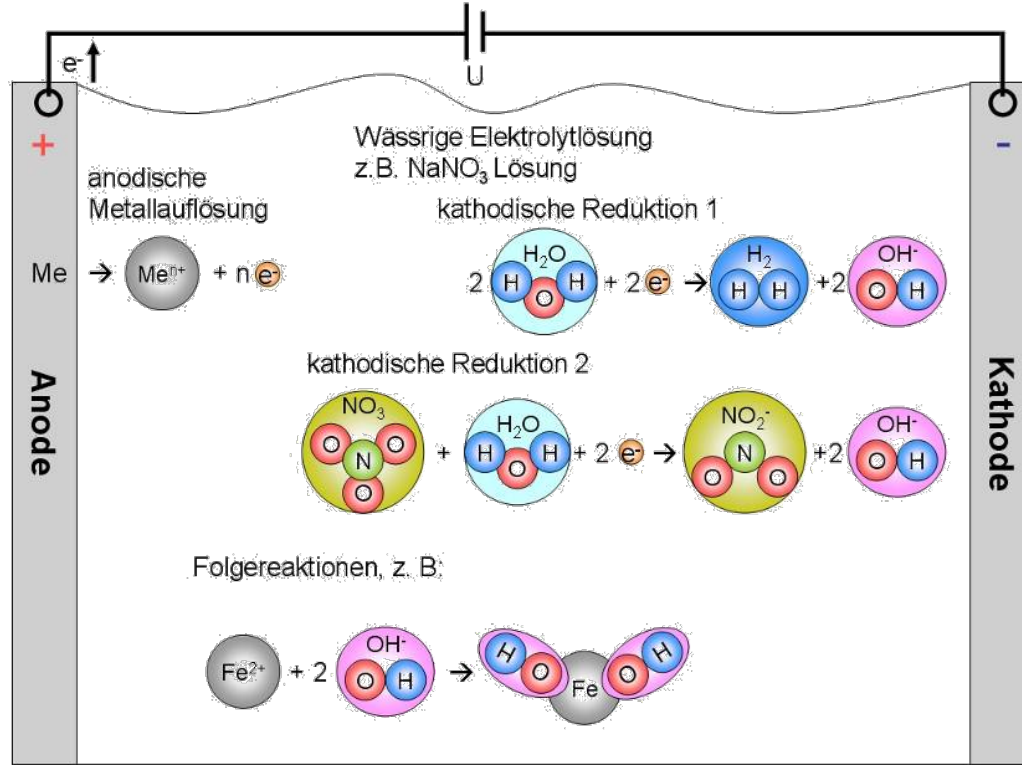 e-
U
+
-
Wässrige Elektrolytlösung
z.B. NaNO3 Lösung
anodische
Metallauflösung
kathodische Reduktion 1
Me → Meⁿ⁺ + n e-
2 H2O H O H + 2 e- → H2 H H +2 OH- O H
Anode
Kathode
kathodische Reduktion 2
NO3 O O N O + H2O H O H + 2 e- → NO2- N O O +2 OH- O H
Folgereaktionen, z. B:
Fe2+ + 2 OH- O H → H O Fe O H